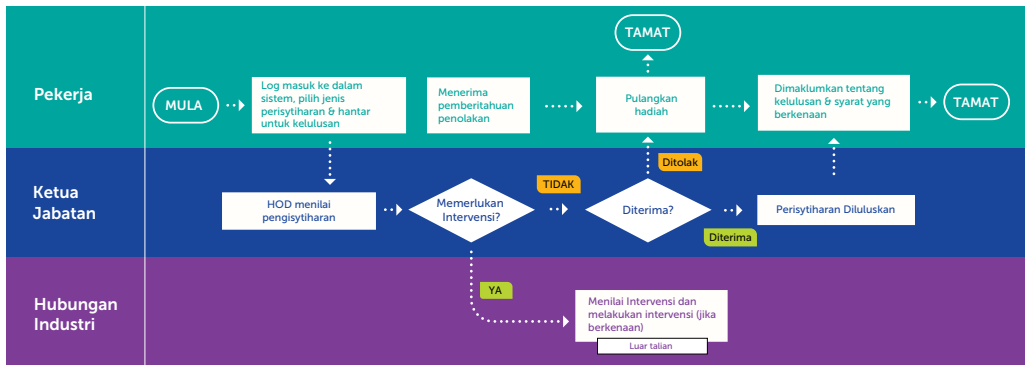 TAMAT
Pekerja
MULA
Log masuk ke dalam
sistem, pilih jenis
perisytiharan & hantar
untuk kelulusan
Menerima
pemberitahuan
penolakan
Pulangkan
hadiah
Dimaklumkan tentang
kelulusan & syarat yang
berkenaan
TAMAT
Ditolak
Ketua
Jabatan
HOD menilai
pengisytiharan
Memerlukan
Intervensi?
TIDAK
Diterima?
Diterima
Perisytiharan Diluluskan
YA
Hubungan
Industri
Menilai Intervensi dan
melakukan intervensi (jika
berkenaan)
Luar talian